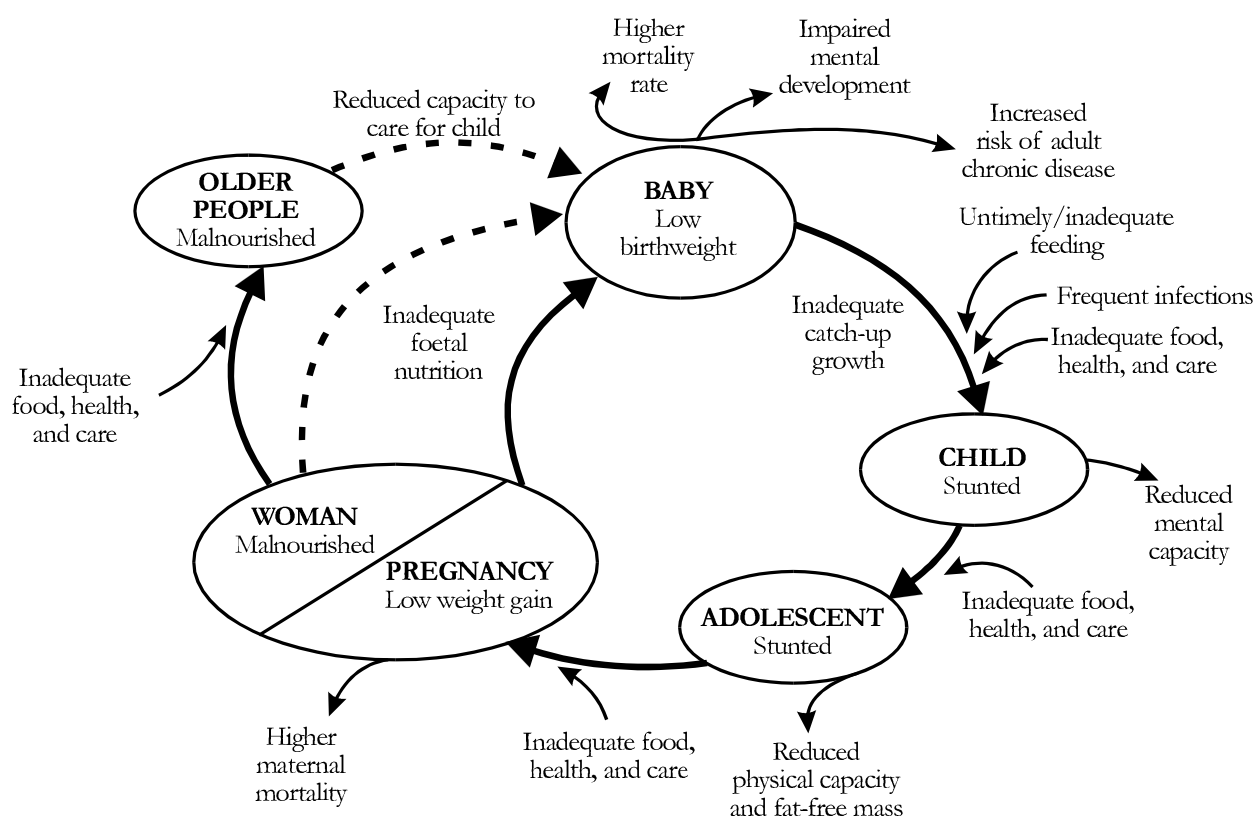 Higher
mortality
rate
Impaired
mental
development
Increased
risk of adult
chronic disease
Reduced capacity to
care for child
OLDER
PEOPLE
Malnourished
BABY
Low
birthweight
Untimely/inadequate
feeding
Frequent infections
Inadequate food,
health, and care
Inadequate
catch-up
growth
Inadequate
foetal
nutrition
Inadequate
food, health,
and care
CHILD
Stunted
Reduced
mental
capacity
WOMAN
Malnourished
PREGNANCY
Low weight gain
ADOLESCENT
Stunted
Inadequate food,
health, and care
Higher
maternal
mortality
Inadequate food,
health, and care
Reduced
physical capacity
and fat-free mass